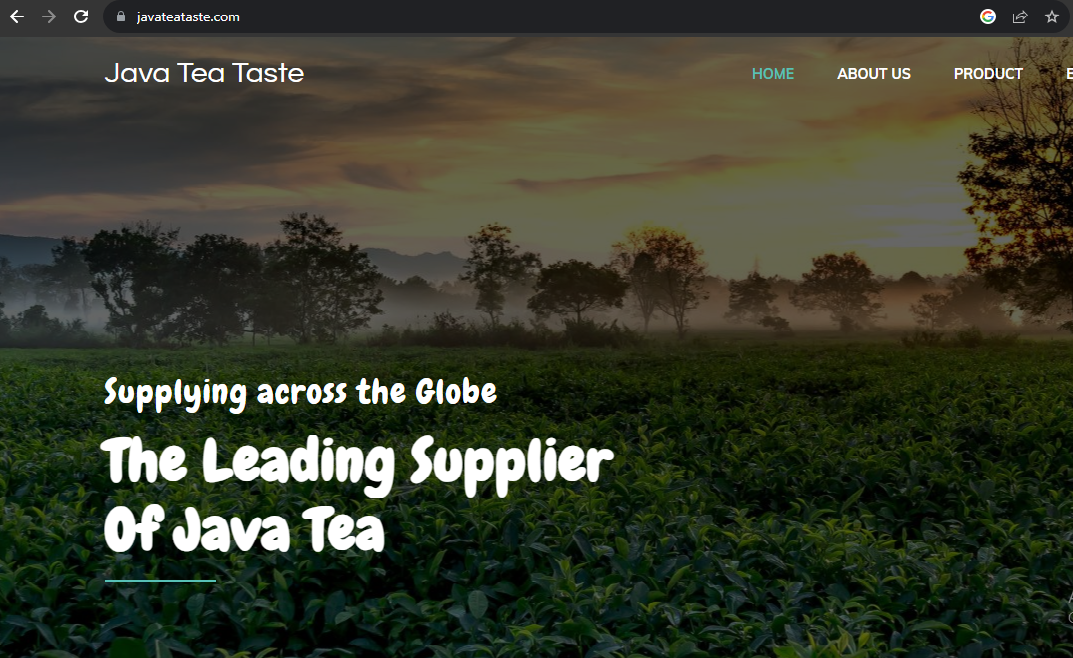 javateataste.com
Java Tea Taste
HOME
ABOUT US
PRODUCT
Supplying across the Globe
The Leading Supplier
Of Java Tea